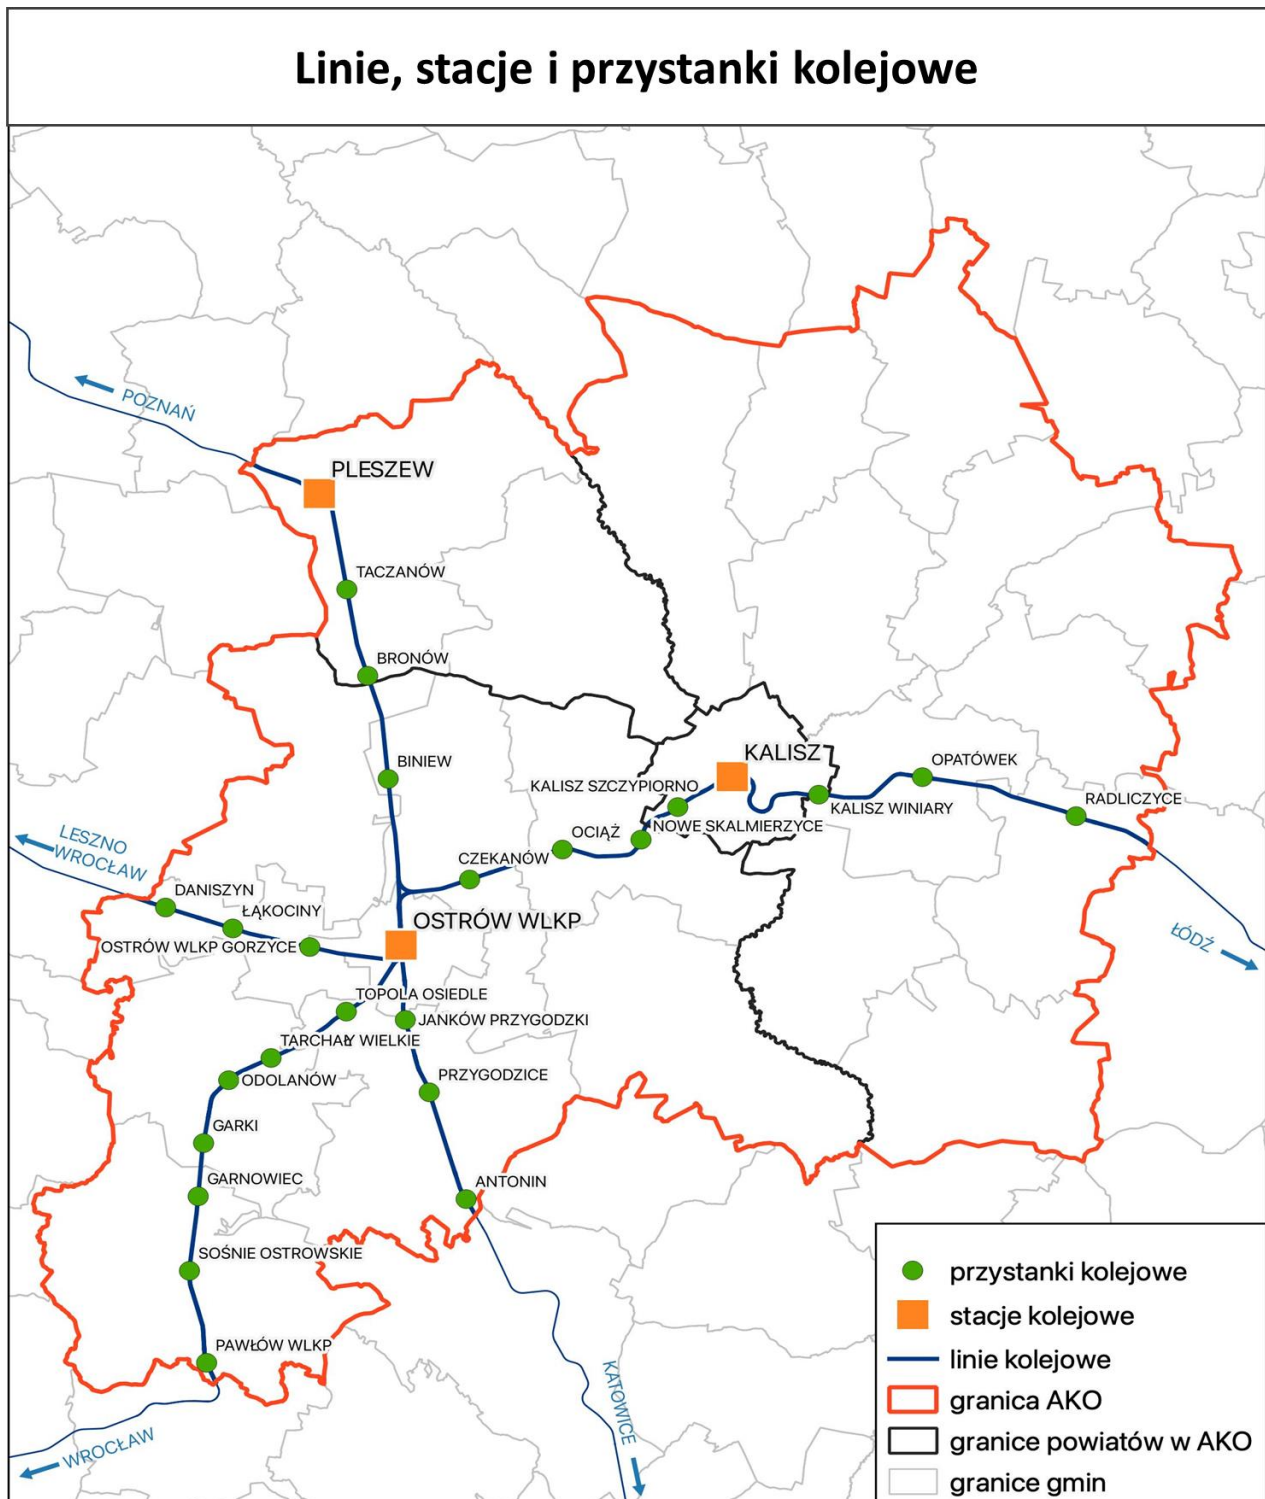 Linie, stacje i przystanki kolejowe
POZNAŃ
PLESZEW
TACZANÓW
BRONÓW
BINIEW
KALISZ
OPATÓWEK
KALISZ SZCZYPIORNO
RADLICZYCE
KALISZ WINIARY
NOWE SKALMIERZYCE
OCIĄŻ
CZEKANÓW
LESZNO
WROCŁAW
DANISZYN
ŁĄKOCINY
OSTRÓW WLKP
OSTRÓW WLKP GORZYCE
ŁÓDŹ
TOPOLA OSIEDLE
JANKÓW PRZYGODZKI
TARCHAŁY WIELKIE
ODOLANÓW
PRZYGODZICE
GARKI
GARNOWIEC
ANTONIN
SOŚNIE OSTROWSKIE
PAWŁÓW WLKP
KATOWICE
WROCŁAW
przystanki kolejowe
stacje kolejowe
linie kolejowe
granica AKO
granice powiatów w AKO
granice gmin